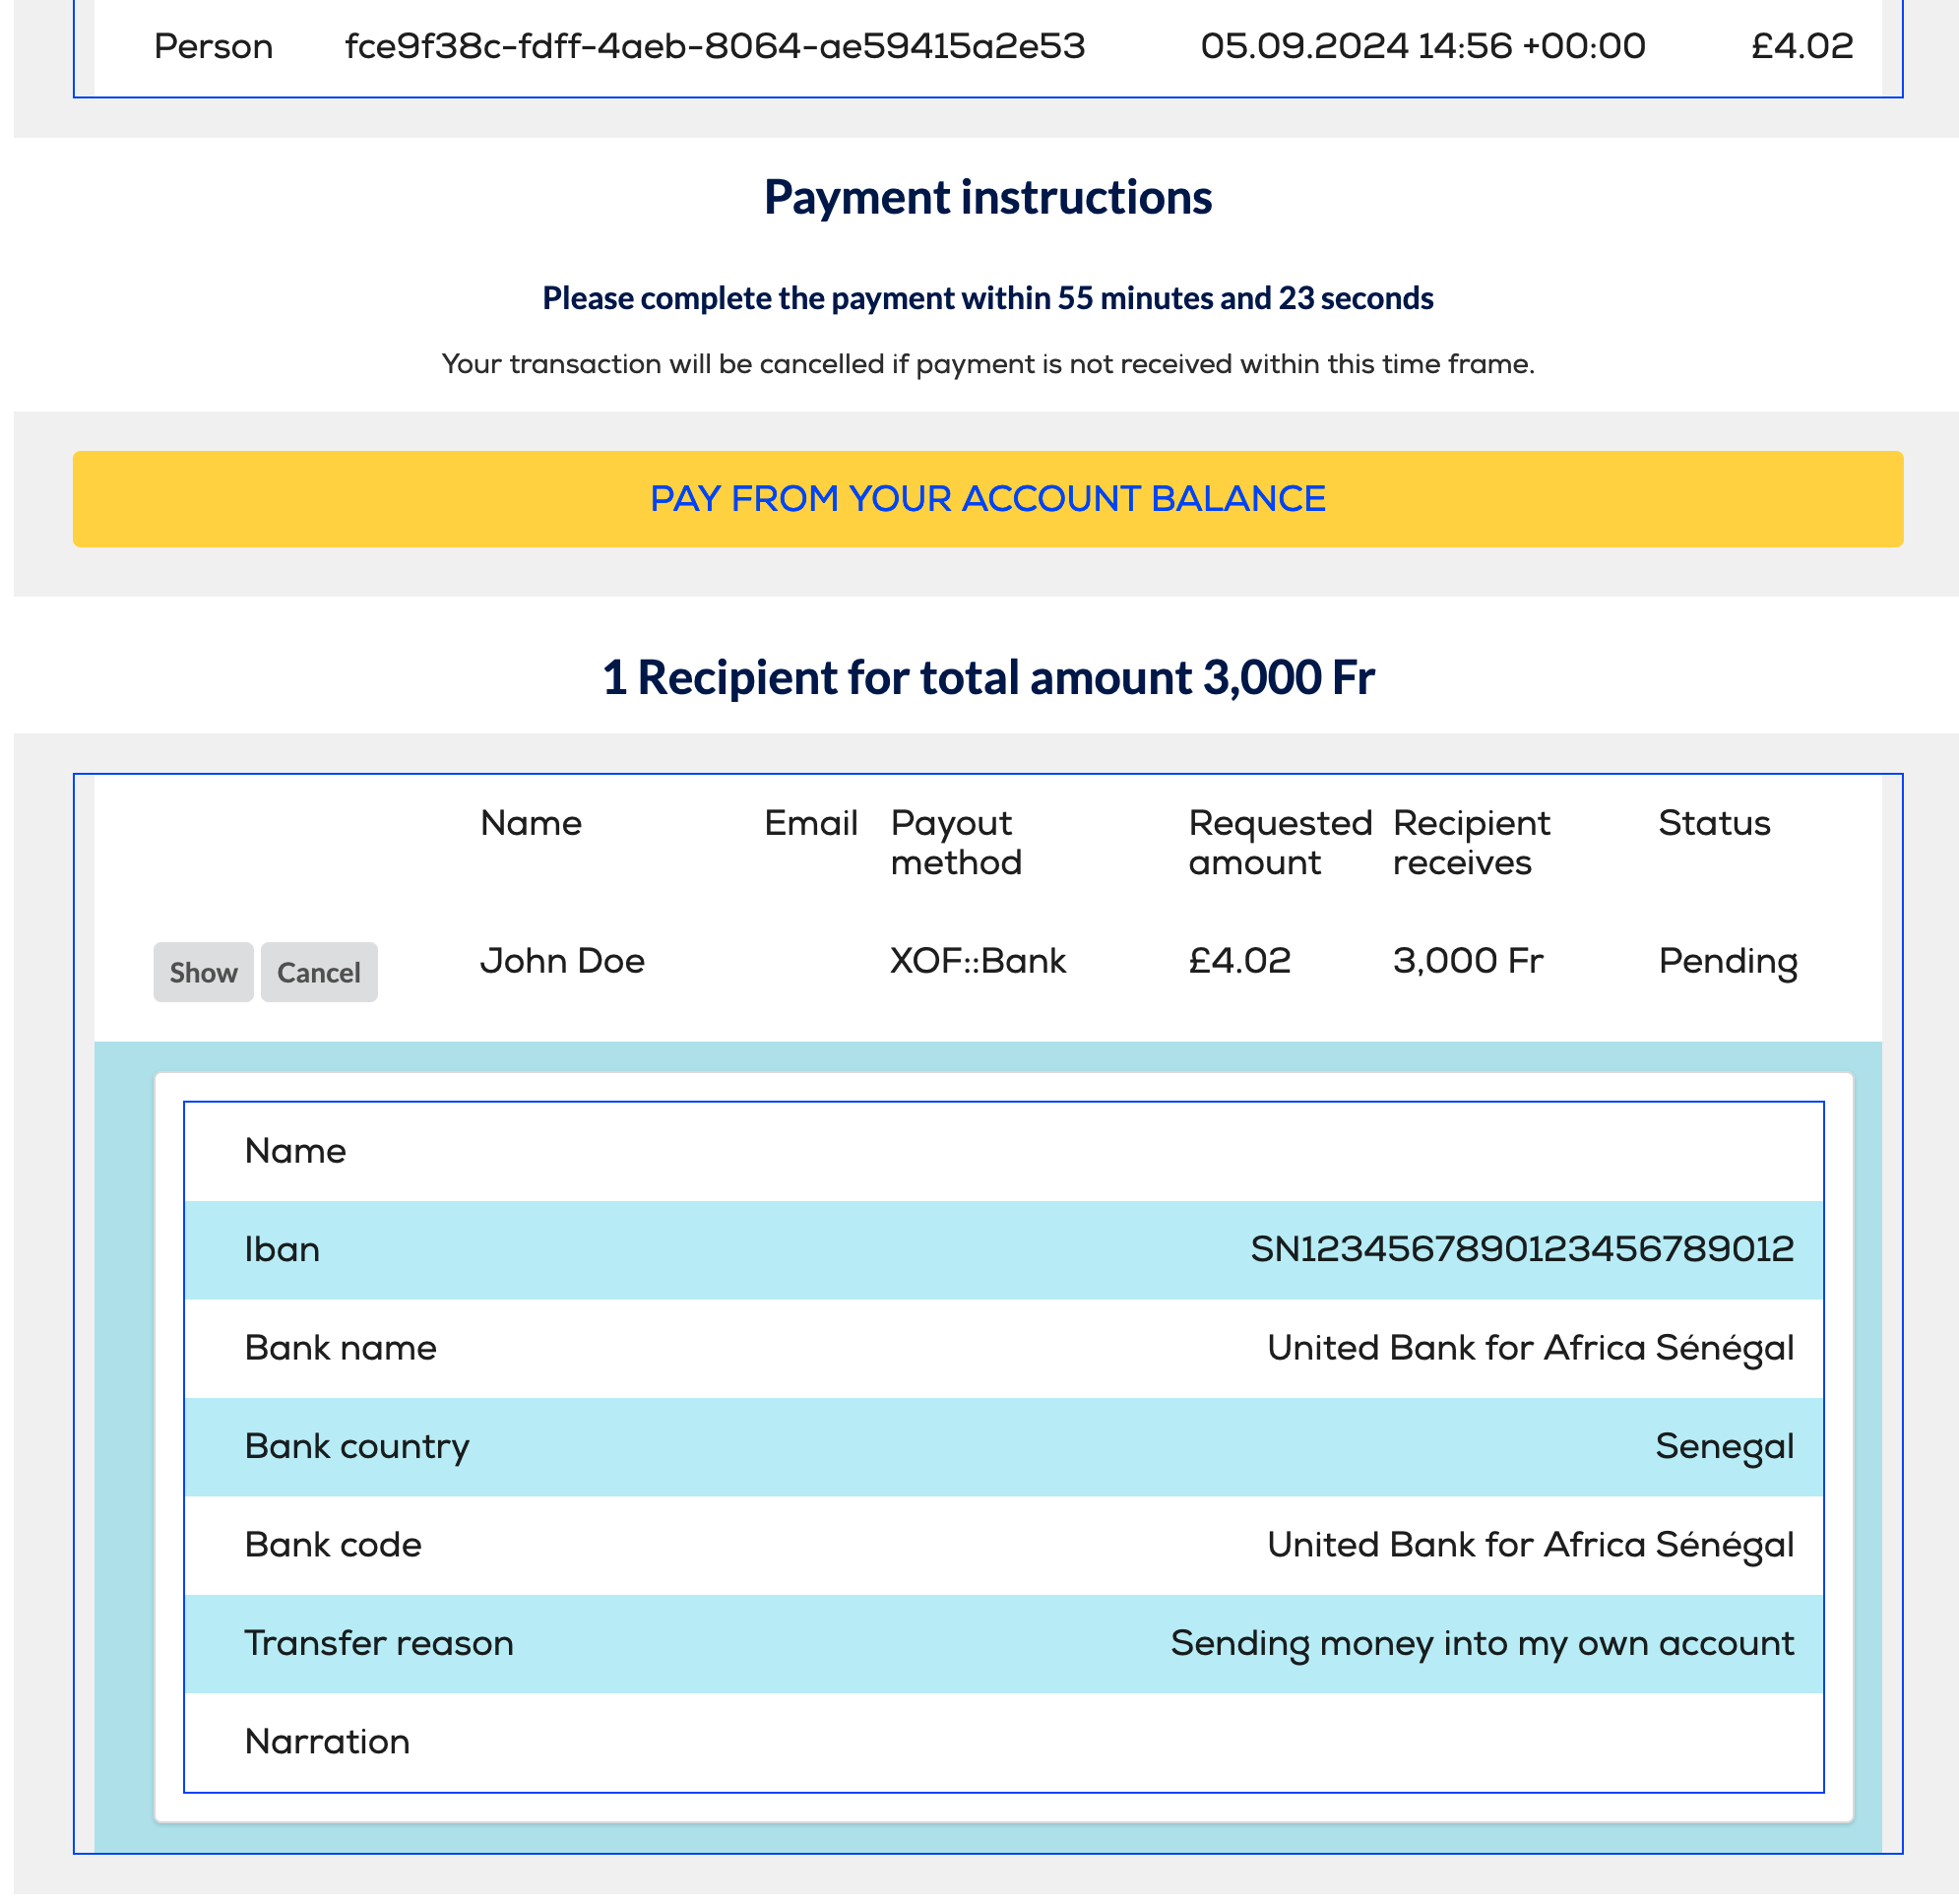 Person fce9f38c-fdff-4aeb-8064-ae59415a2e53 05.09.2024 14:56 +00:00 £4.02
Payment instructions
Please complete the payment within 55 minutes and 23 seconds
Your transaction will be cancelled if payment is not received within this time frame.
PAY FROM YOUR ACCOUNT BALANCE
1 Recipient for total amount 3,000 Fr
Name Email Payout method Requested amount Recipient receives Status
Show Cancel John Doe XOF::Bank £4.02 3,000 Fr Pending
Name
Iban SN1234567890123456789012
Bank name United Bank for Africa Sénégal
Bank country Senegal
Bank code United Bank for Africa Sénégal
Transfer reason Sending money into my own account
Narration